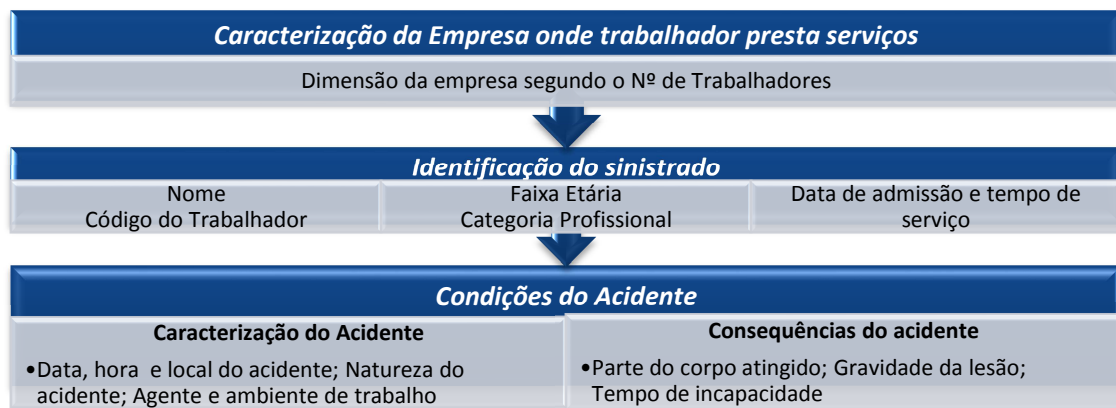 Caracterização da Empresa onde trabalhador presta serviços
Dimensão da empresa segundo o Nº de Trabalhadores
Identificação do sinistrado
Nome
Código do Trabalhador
Faixa Etária
Categoria Profissional
Data de admissão e tempo de
serviço
Condições do Acidente
Caracterização do Acidente
•Data, hora e local do acidente; Natureza do
acidente; Agente e ambiente de trabalho
Consequências do acidente
•Parte do corpo atingido; Gravidade da lesão;
Tempo de incapacidade